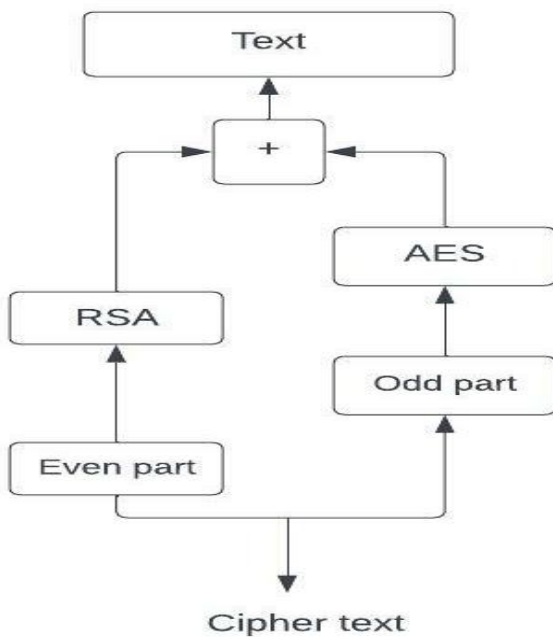 Text
+
AES
RSA
Odd part
Even part
Cipher text